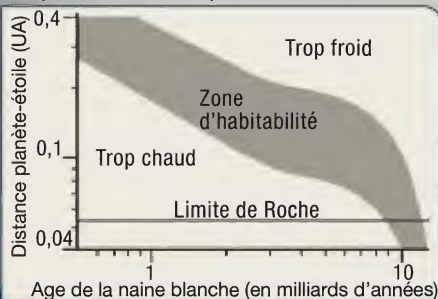 Distance planète-étoile (UA)
0,4
0,1
0,04
Trop froid
Zone
d'habitabilité
Trop chaud
Limite de Roche
1
10
Age de la naine blanche (en milliards d'années)